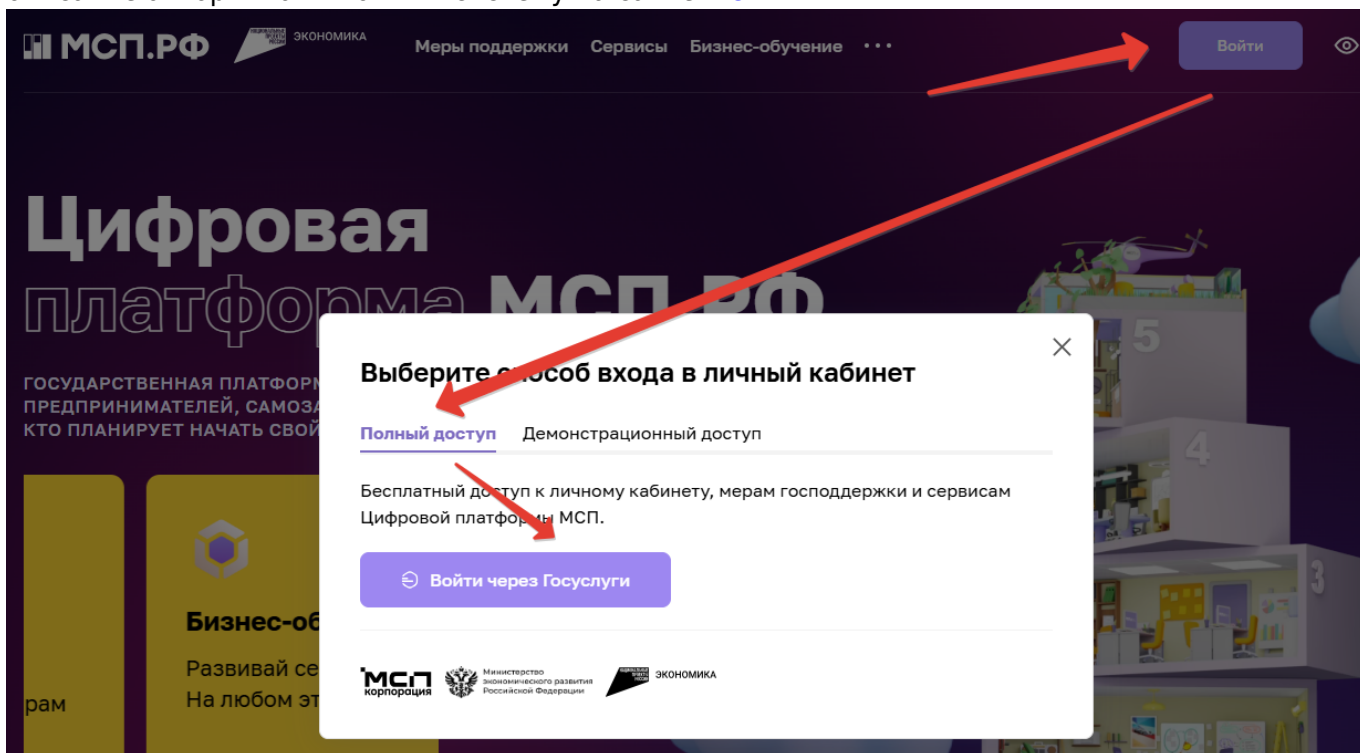 МСП.РФ
НАЦИОНАЛЬНЫЕ ПРОЕКТЫ РОССИИ
ЭКОНОМИКА
Меры поддержки Сервисы Бизнес-обучение ···
Войти
Цифровая
платформа МСП.РФ
ГОСУДАРСТВЕННАЯ ПЛАТФОРМ
ПРЕДПРИНИМАТЕЛЕЙ, САМОЗА
КТО ПЛАНИРУЕТ НАЧАТЬ СВОЙ
5
4
3
Выберите способ входа в личный кабинет
Полный доступ Демонстрационный доступ
Бесплатный доступ к личному кабинету, мерам господдержки и сервисам
Цифровой платформы МСП.
Войти через Госуслуги
Бизнес-об
Развивай се
На любом эт
рам
МСП
корпорация
Министерство
экономического развития
Российской Федерации
ЭКОНОМИКА